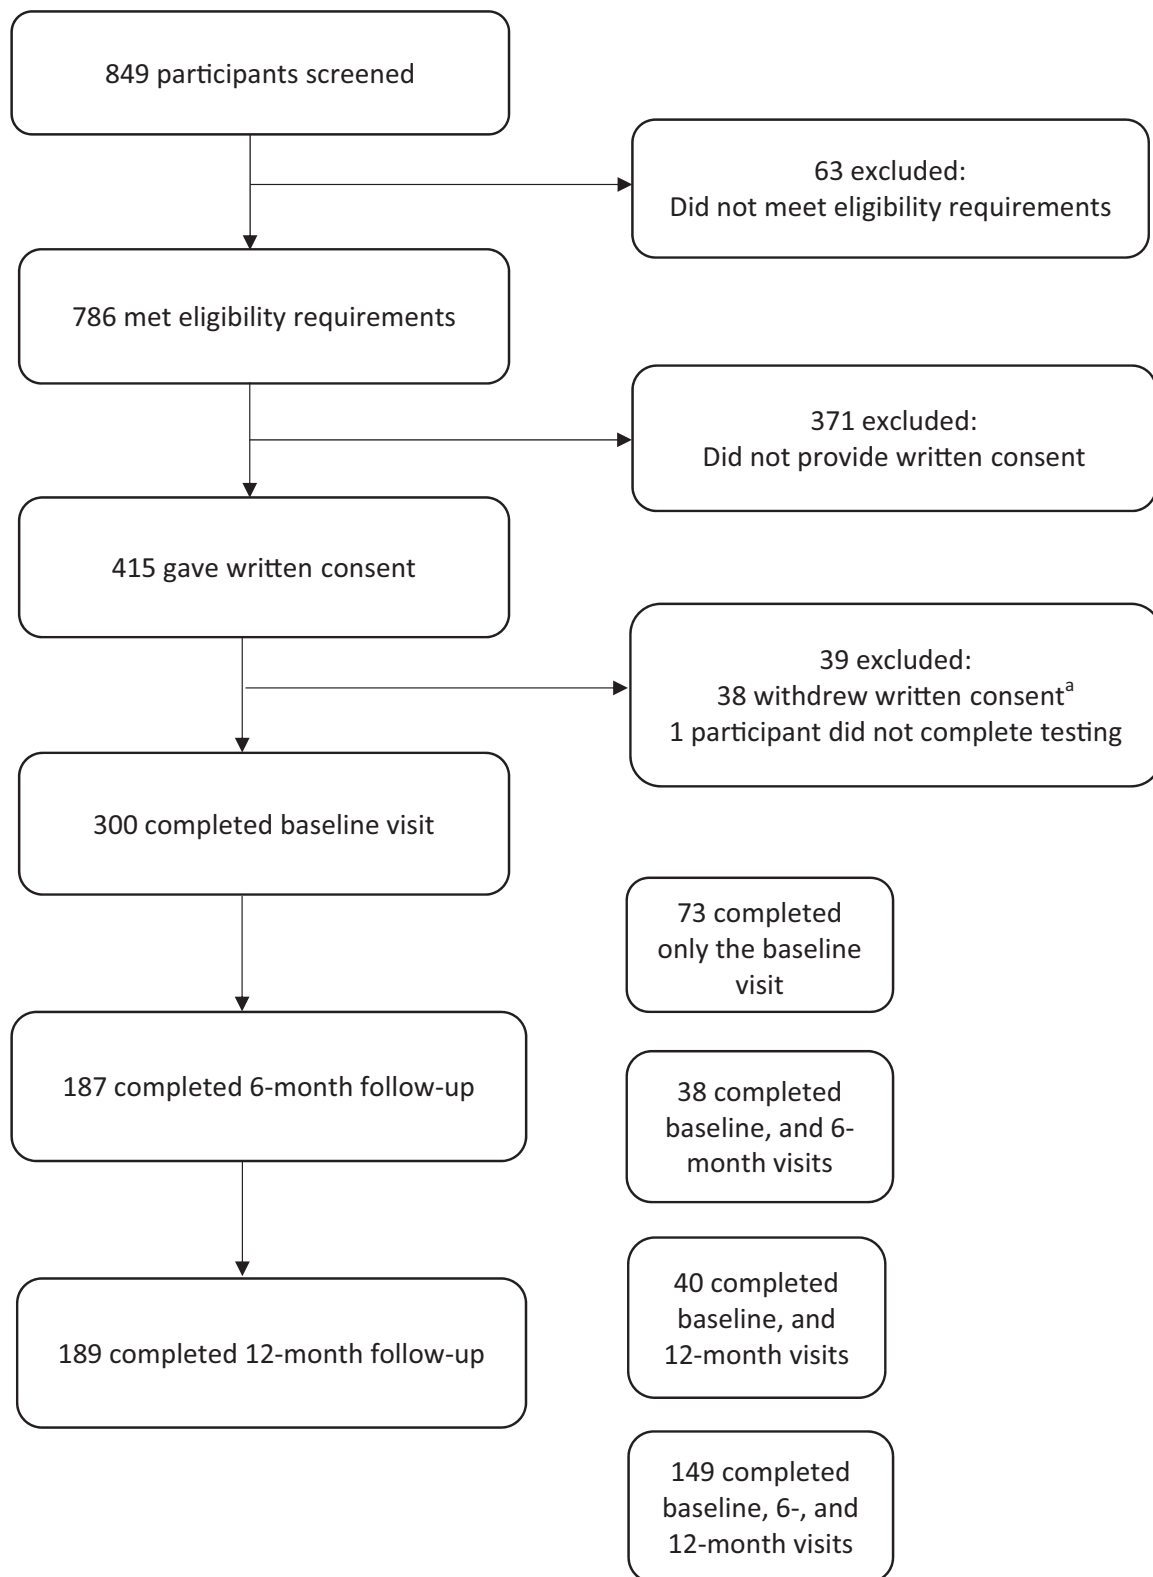 849 participants screened
63 excluded:
Did not meet eligibility requirements
786 met eligibility requirements
371 excluded:
Did not provide written consent
415 gave written consent
39 excluded:
38 withdrew written consentᵃ
1 participant did not complete testing
300 completed baseline visit
73 completed
only the baseline
visit
187 completed 6-month follow-up
38 completed
baseline, and 6-
month visits
40 completed
baseline, and
12-month visits
189 completed 12-month follow-up
149 completed
baseline, 6-, and
12-month visits